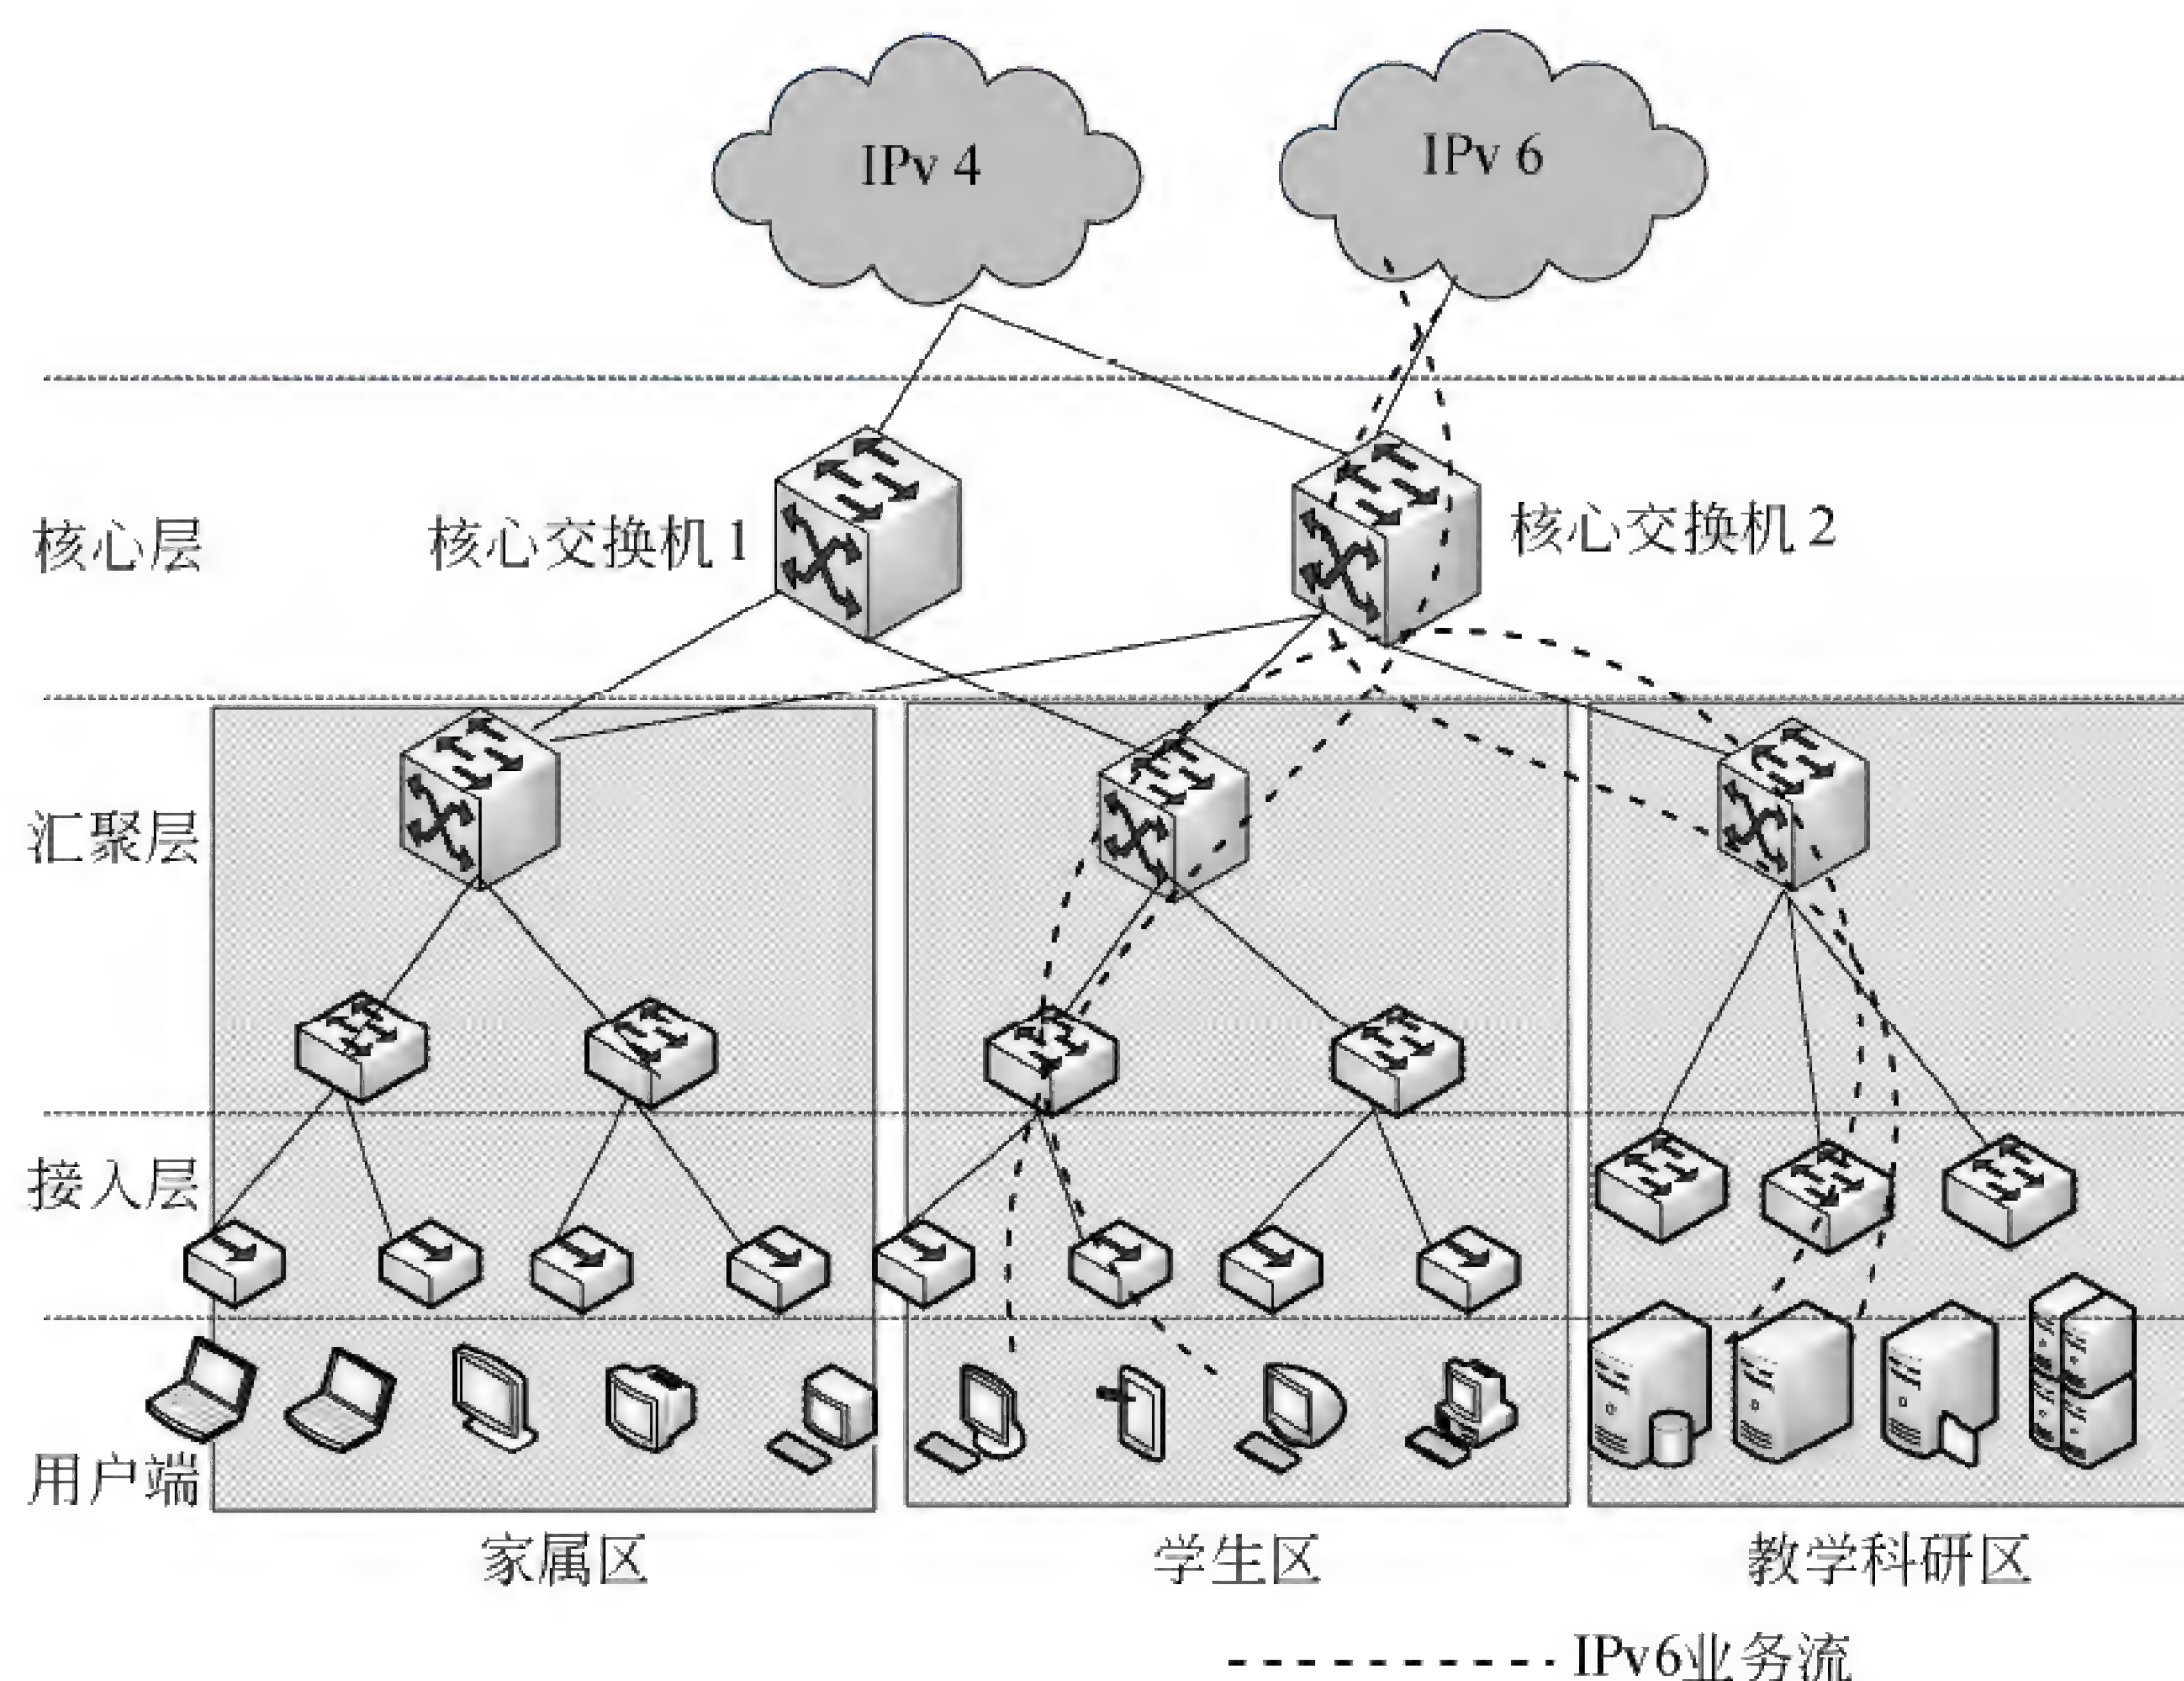 IPv 4
IPv 6
核心层
核心交换机1
核心交换机2
汇聚层
接入层
用户端
家属区
学生区
教学科研区
IPv6业务流